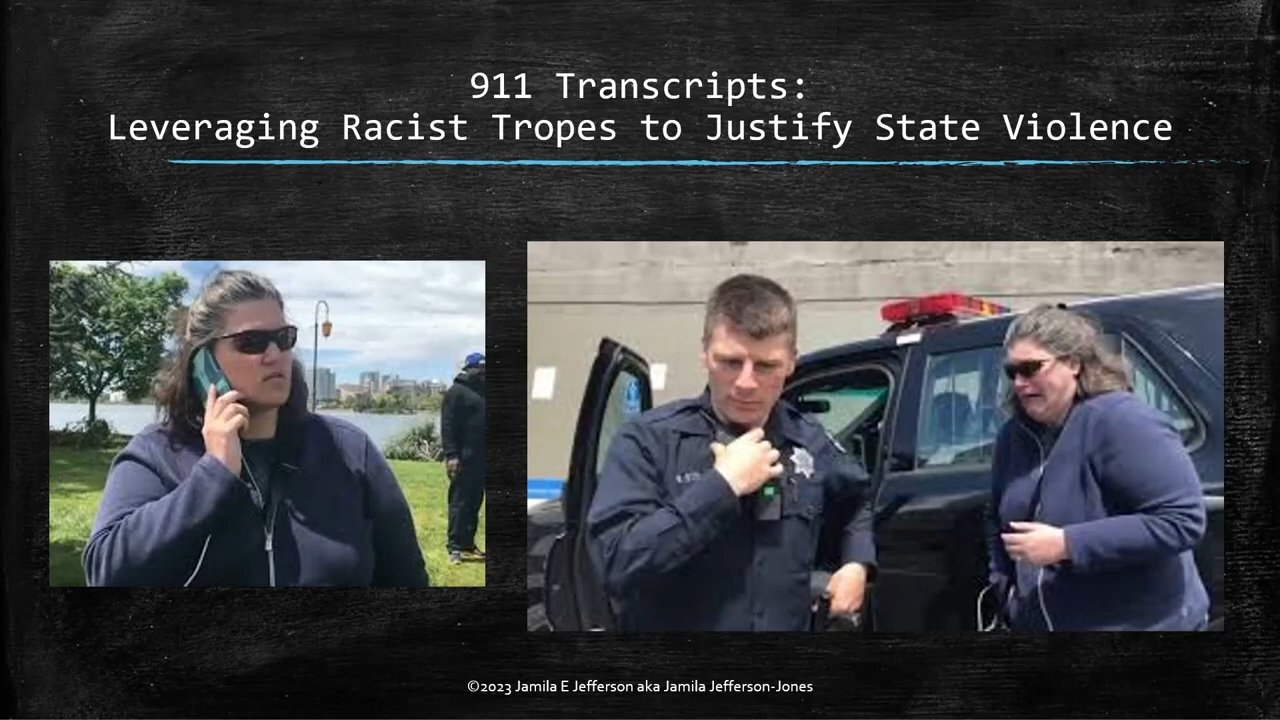 911 Transcripts:
Leveraging Racist Tropes to Justify State Violence
©2023 Jamila E Jefferson aka Jamila Jefferson-Jones